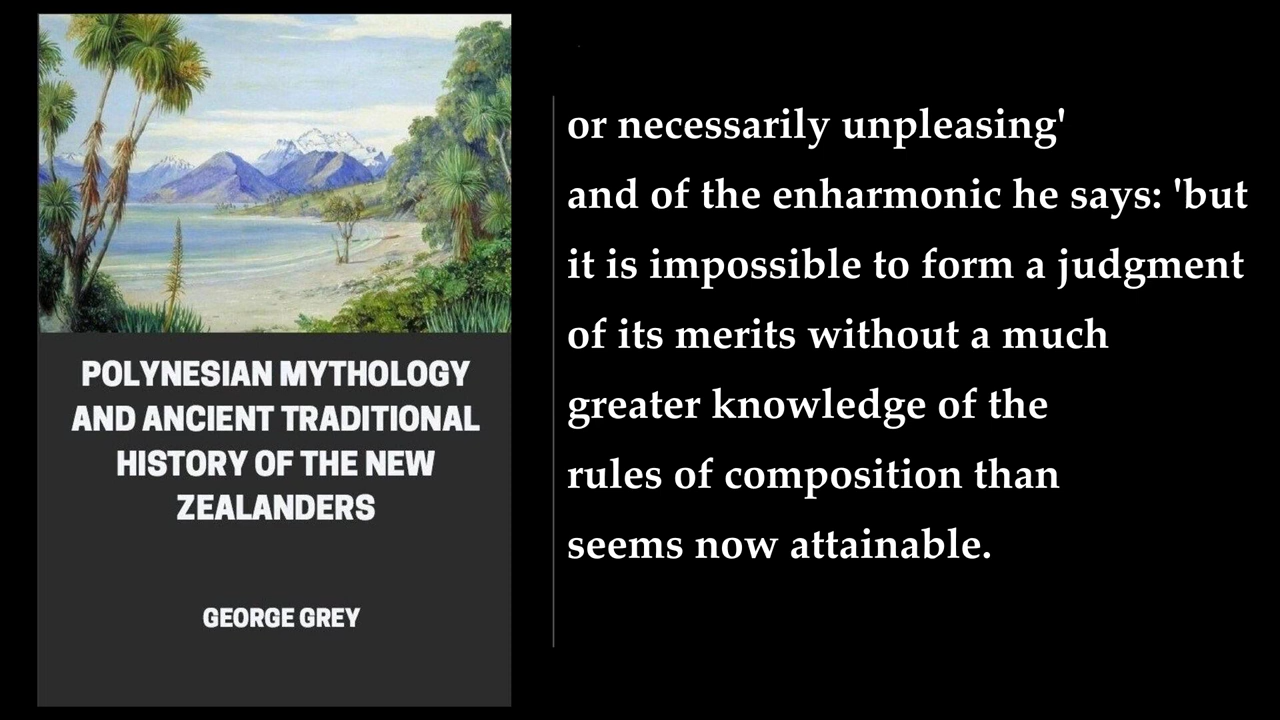 POLYNESIAN MYTHOLOGY
AND ANCIENT TRADITIONAL
HISTORY OF THE NEW
ZEALANDERS
GEORGE GREY
or necessarily unpleasing'
and of the enharmonic he says: 'but
it is impossible to form a judgment
of its merits without a much
greater knowledge of the
rules of composition than
seems now attainable.